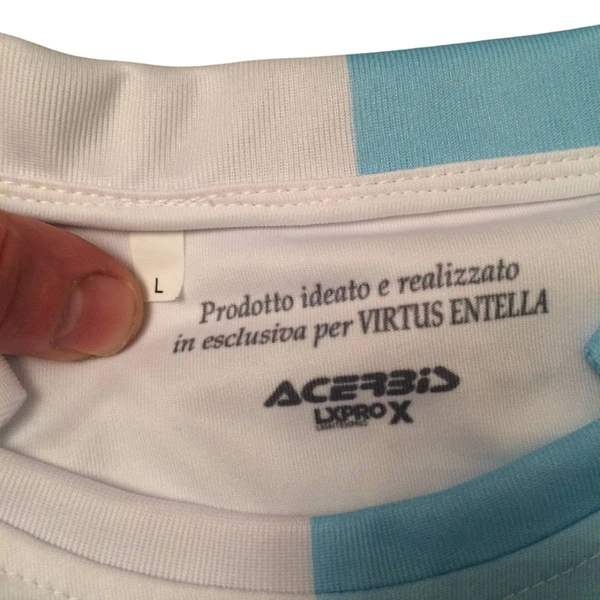 L
Prodotto ideato e realizzato
in esclusiva per VIRTUS ENTELLA
ACERBIS
LXPRO X